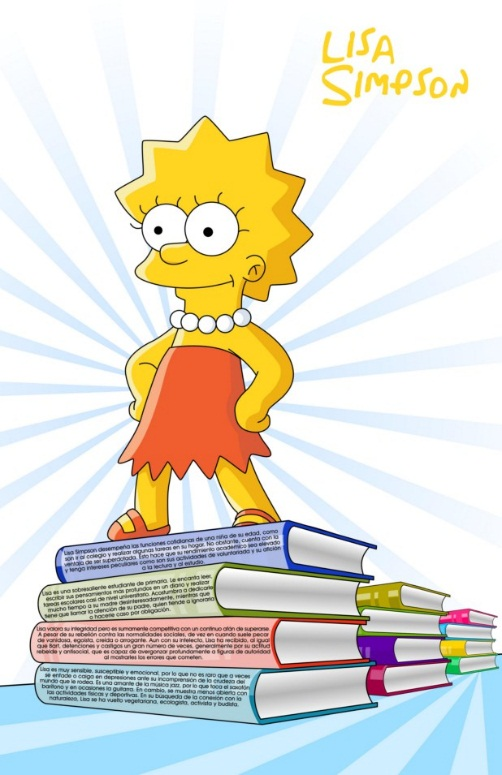 LISA
SIMPSON
Lisa Simpson desempeña las funciones cotidianas de una niña de su edad, como
son ir al colegio y realizar algunas tareas en su hogar. No obstante, cuenta con la
ventaja de ser superdotada. Esto hace que su rendimiento académico sea elevado
y tenga intereses peculiares como son sus actividades de voluntariado y su afición
a la lectura y al estudio.
Lisa es una sobresaliente estudiante de primaria. Le encanta leer,
escribir sus pensamientos más profundos en un diario y realizar
tareas escolares casi de nivel universitario. Acostumbra a dedicarle
mucho tiempo a su madre desinteresadamente, mientras que
tiene que llamar la atención de su padre, quien tiende a ignorarla
o hacerle caso por obligación.
Lisa valora su integridad pero es sumamente competitiva con un continuo afán de superarse.
A pesar de su rebelión contra las normalidades sociales, de vez en cuando suele pecar
de vanidosa, egoísta, creída o arrogante. Aun con su intelecto, Lisa ha recibido, al igual
que Bart, detenciones y castigos un gran número de veces, generalmente por su actitud
rebelde y antisocial, que es capaz de avergonzar profundamente a figuras de autoridad
al mostrarles los errores que cometen.
Lisa es muy sensible, susceptible y emocional, por lo que no es raro que a veces
se enfade o caiga en depresiones ante su incomprensión de la crudeza del
mundo que le rodea. Es una amante de la música jazz, por lo que toca el saxofón
barítono y en ocasiones la guitarra. En cambio, se muestra menos abierta con
las actividades físicas y deportivas. En su búsqueda de la conexión con la
naturaleza, Lisa se ha vuelto vegetariana, ecologista, activista y budista.